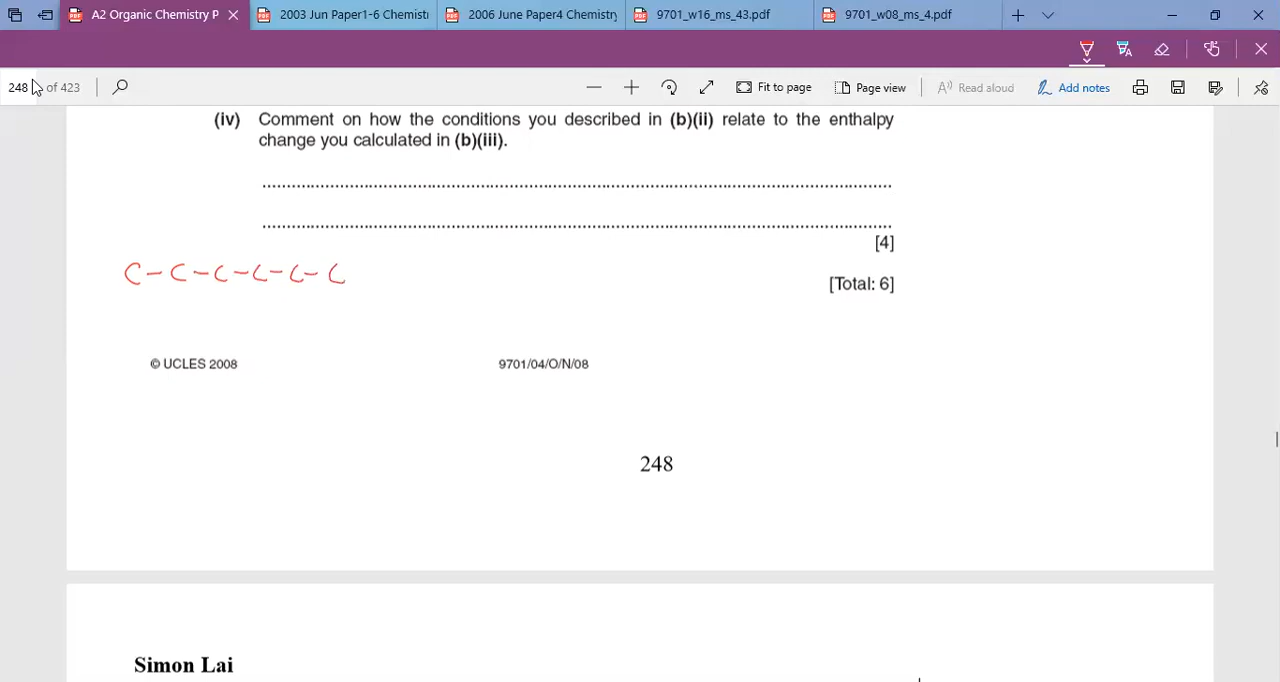 A2 Organic Chemistry P
2003 Jun Paper1-6 Chemistr
2006 June Paper4 Chemistry
9701_w16_ms_43.pdf
9701_w08_ms_4.pdf
248 of 423
Fit to page
Page view
Read aloud
Add notes
(iv) Comment on how the conditions you described in (b)(ii) relate to the enthalpy
change you calculated in (b)(iii).
..........................................................................................
..........................................................................................
[4]
C-C-C-C-C-C
[Total: 6]
© UCLES 2008
9701/04/O/N/08
248
Simon Lai